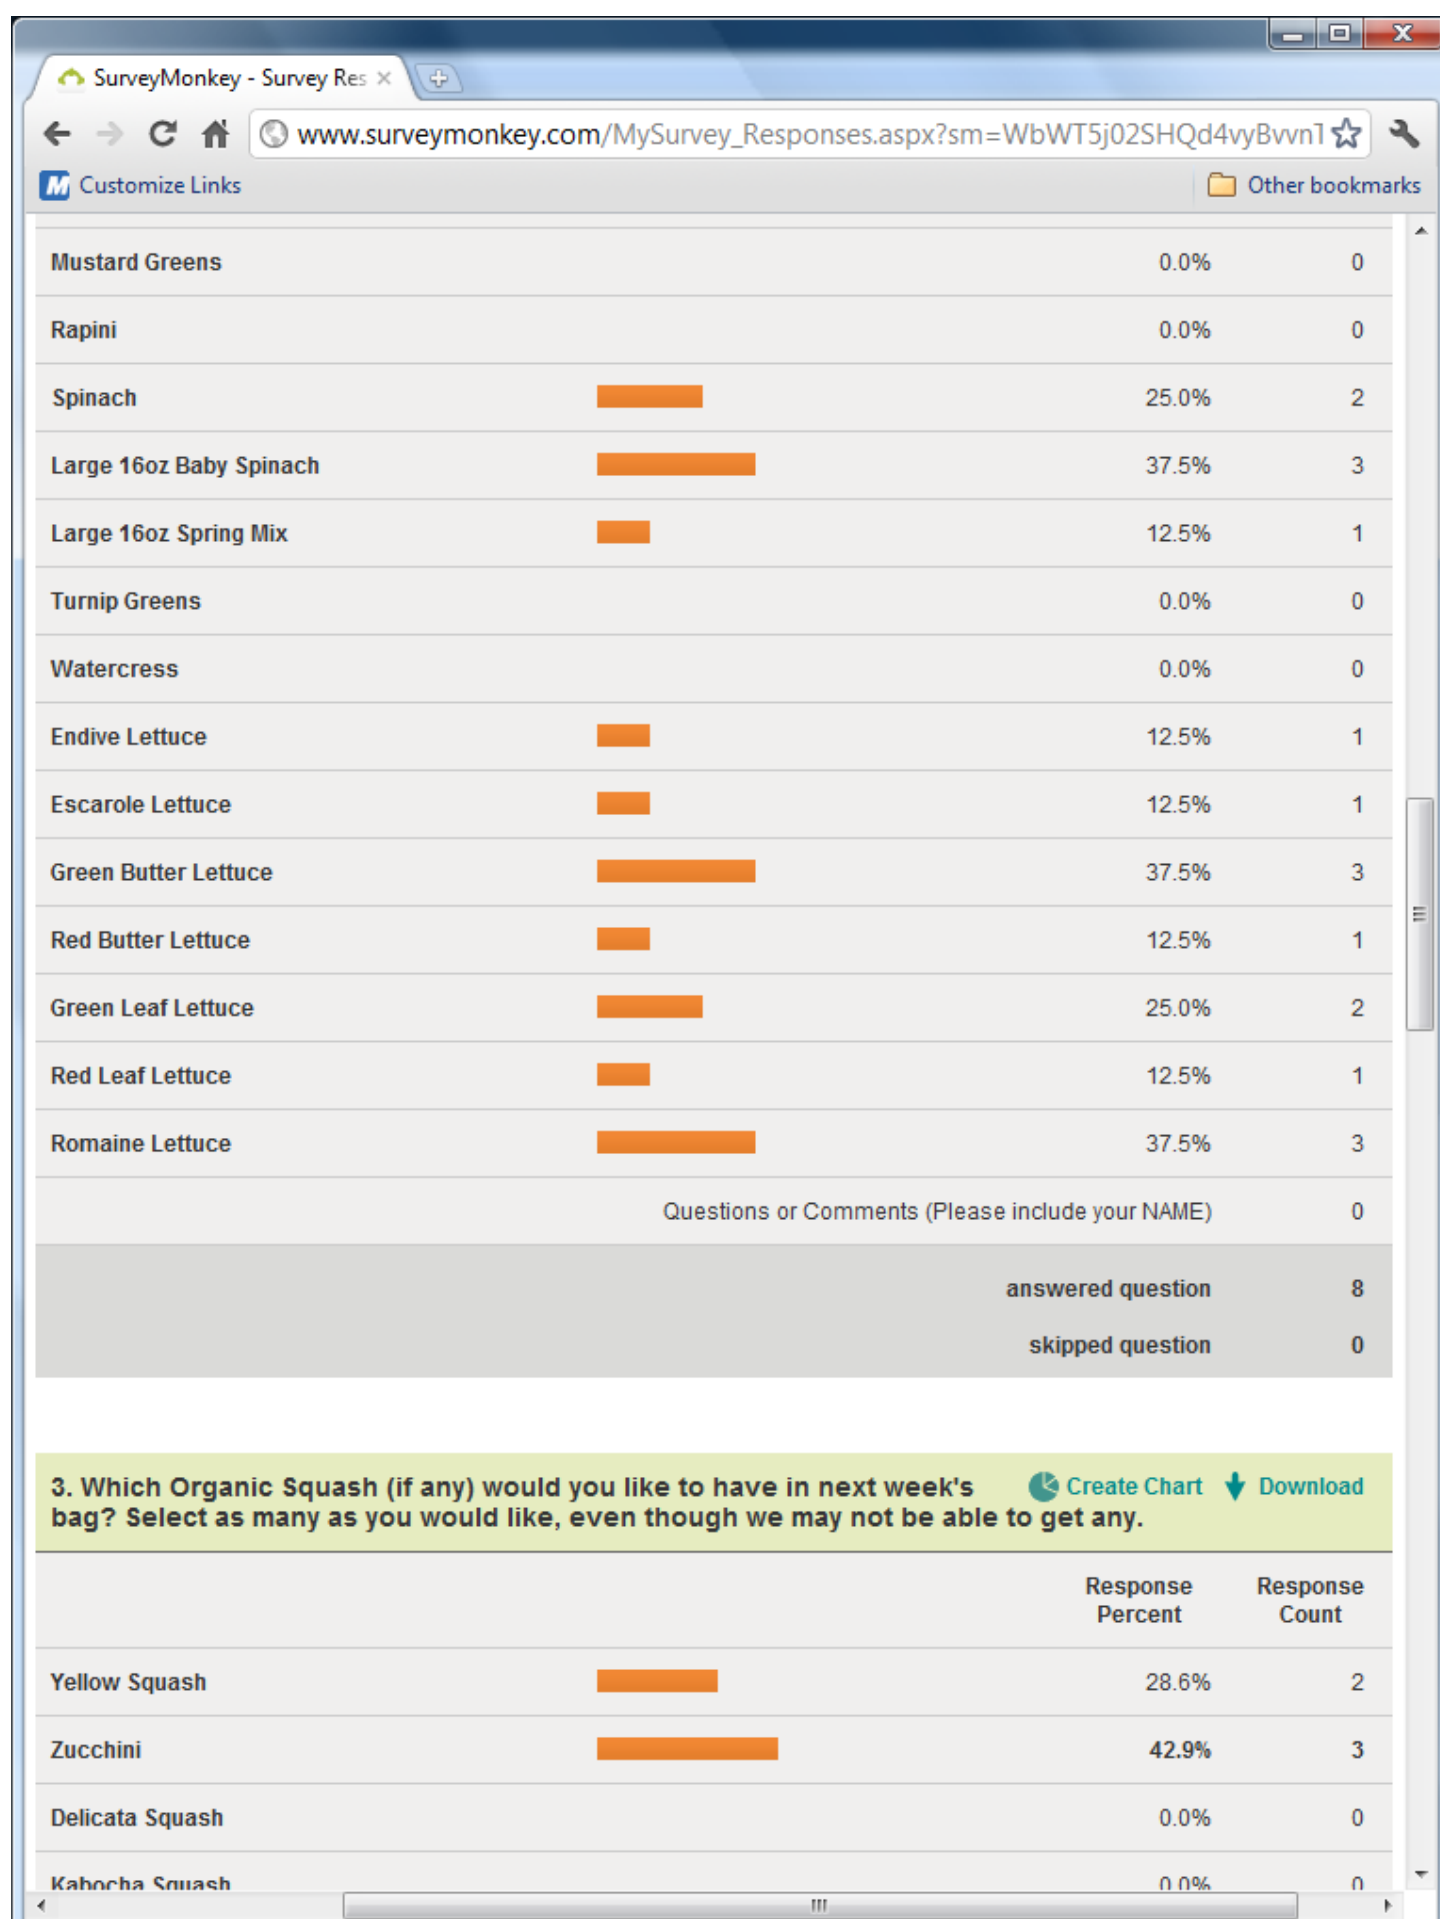 SurveyMonkey - Survey Res
www.surveymonkey.com/MySurvey_Responses.aspx?sm=WbWT5j02SHQd4vyBvvn
Customize Links Other bookmarks
Mustard Greens 0.0% 0
Rapini 0.0% 0
Spinach 25.0% 2
Large 16oz Baby Spinach 37.5% 3
Large 16oz Spring Mix 12.5% 1
Turnip Greens 0.0% 0
Watercress 0.0% 0
Endive Lettuce 12.5% 1
Escarole Lettuce 12.5% 1
Green Butter Lettuce 37.5% 3
Red Butter Lettuce 12.5% 1
Green Leaf Lettuce 25.0% 2
Red Leaf Lettuce 12.5% 1
Romaine Lettuce 37.5% 3
Questions or Comments (Please include your NAME) 0
answered question 8
skipped question 0
3. Which Organic Squash (if any) would you like to have in next week's Create Chart Download
bag? Select as many as you would like, even though we may not be able to get any.
Response Response
Percent Count
Yellow Squash 28.6% 2
Zucchini 42.9% 3
Delicata Squash 0.0% 0
Kabocha Squash 0.0% 0